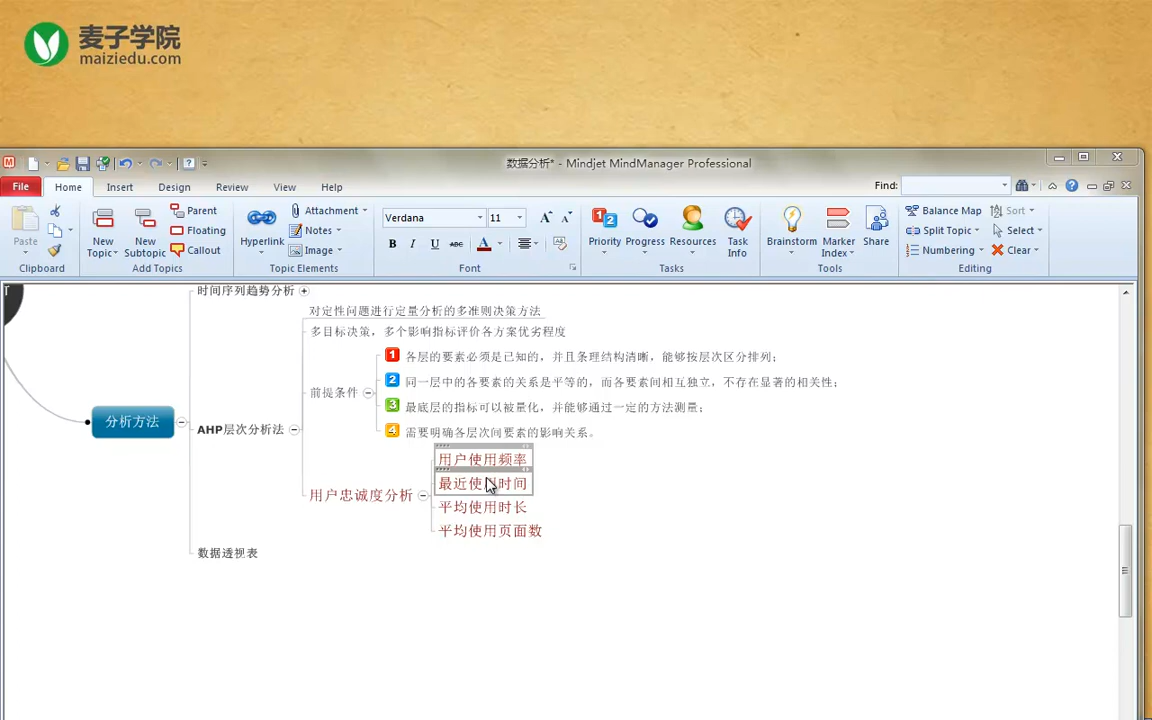 麦子学院
maiziedu.com
数据分析* - Mindjet MindManager Professional
File Home Insert Design Review View Help Find:
Paste
Clipboard
New Topic
New Subtopic
Parent
Floating
Callout
Add Topics
Hyperlink
Attachment
Notes
Image
Topic Elements
Verdana 11
B I U ABC A
Font
Priority
Progress
Resources
Task Info
Tasks
Brainstorm
Marker Index
Share
Tools
Balance Map
Split Topic
Numbering
Sort
Select
Clear
Editing
T
时间序列趋势分析
对定性问题进行定量分析的多准则决策方法
多目标决策，多个影响指标评价各方案优劣程度
1 各层的要素必须是已知的，并且条理结构清晰，能够按层次区分排列；
2 同一层中的各要素的关系是平等的，而各要素间相互独立，不存在显著的相关性；
前提条件
3 最底层的指标可以被量化，并能够通过一定的方法测量；
分析方法
AHP层次分析法
4 需要明确各层次间要素的影响关系。
用户使用频率
最近使用时间
用户忠诚度分析
平均使用时长
平均使用页面数
数据透视表